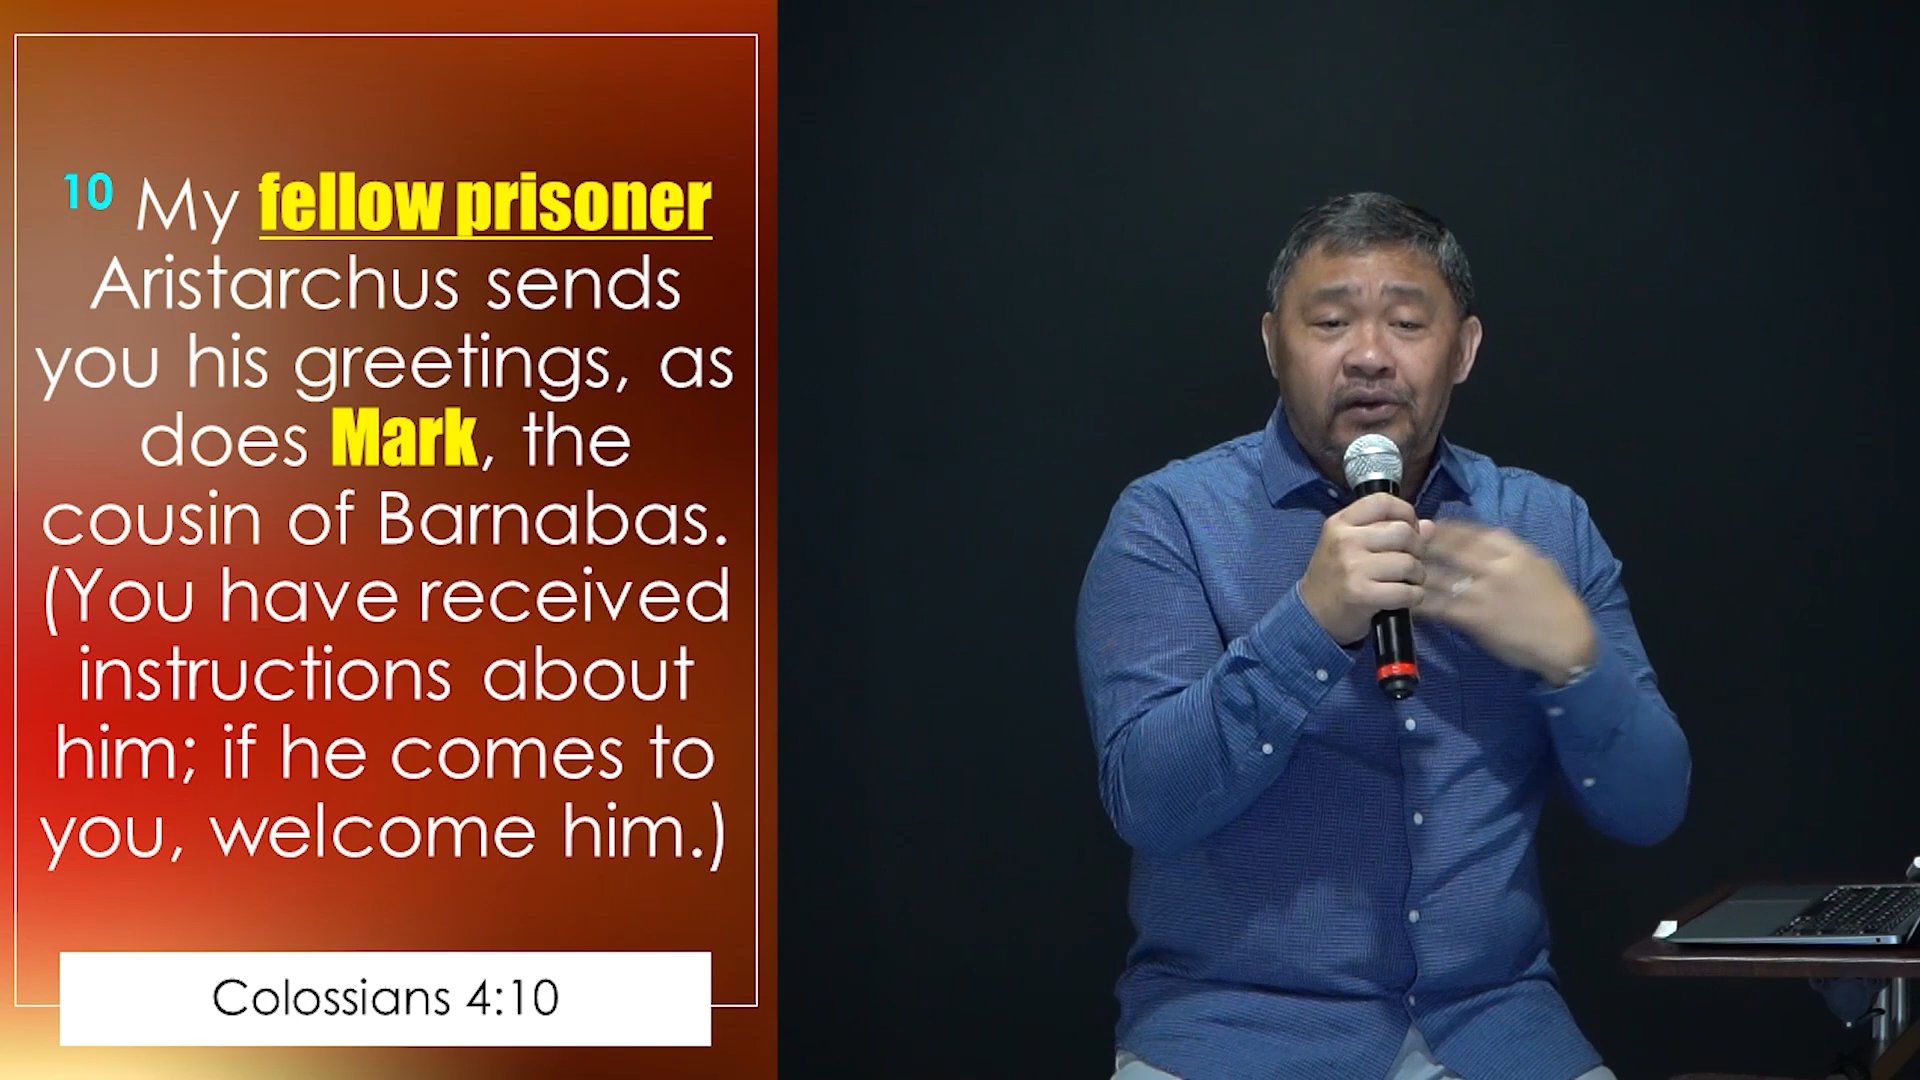 10 My fellow prisoner
Aristarchus sends
you his greetings, as
does Mark, the
cousin of Barnabas.
(You have received
instructions about
him; if he comes to
you, welcome him.)
Colossians 4:10